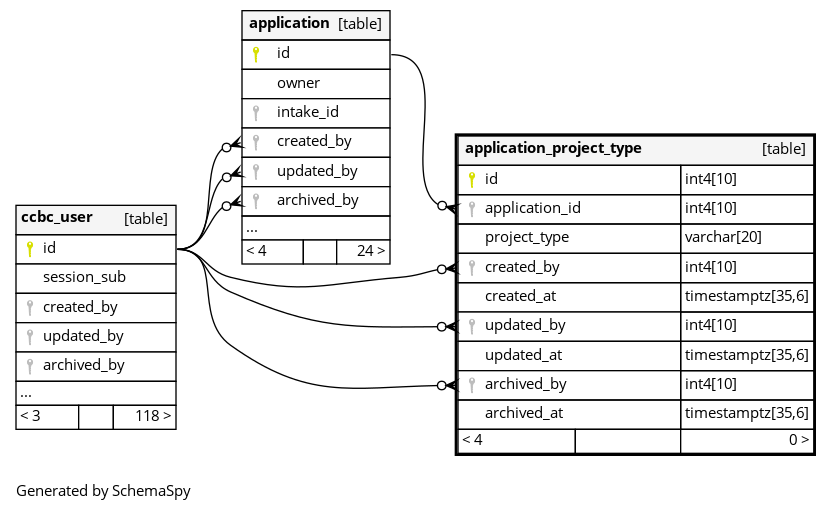 application [table]
id
owner
intake_id
created_by
updated_by
archived_by
...
< 4 24 >
application_project_type [table]
id int4[10]
application_id int4[10]
project_type varchar[20]
created_by int4[10]
created_at timestamptz[35,6]
updated_by int4[10]
updated_at timestamptz[35,6]
archived_by int4[10]
archived_at timestamptz[35,6]
< 4 0 >
ccbc_user [table]
id
session_sub
created_by
updated_by
archived_by
...
< 3 118 >
Generated by SchemaSpy